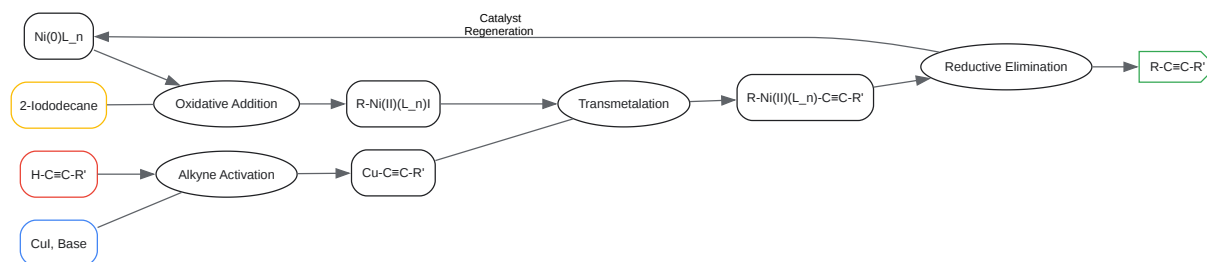 Catalyst
Regeneration
Ni(0)L_n
Reductive Elimination
R-C≡C-R'
2-Iododecane
Oxidative Addition
R-Ni(II)(L_n)I
Transmetalation
R-Ni(II)(L_n)-C≡C-R'
H-C≡C-R'
Alkyne Activation
Cu-C≡C-R'
CuI, Base